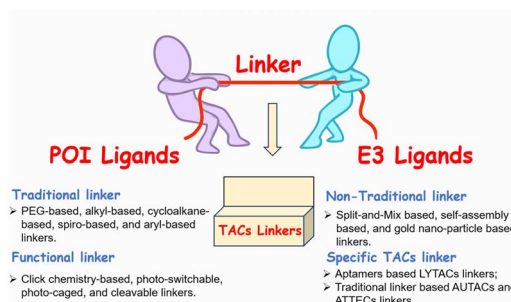 Linker
POI Ligands
E3 Ligands
TACs Linkers
Traditional linker
➢ PEG-based, alkyl-based, cycloalkane-
based, spiro-based, and aryl-based
linkers.
Functional linker
➢ Click chemistry-based, photo-switchable,
photo-caged, and cleavable linkers.
Non-Traditional linker
➢ Split-and-Mix based, self-assembly
based, and gold nano-particle based
linkers.
Specific TACs linker
➢ Aptamers based LYTACs linkers;
➢ Traditional linker based AUTACs and
ATTECs linkers